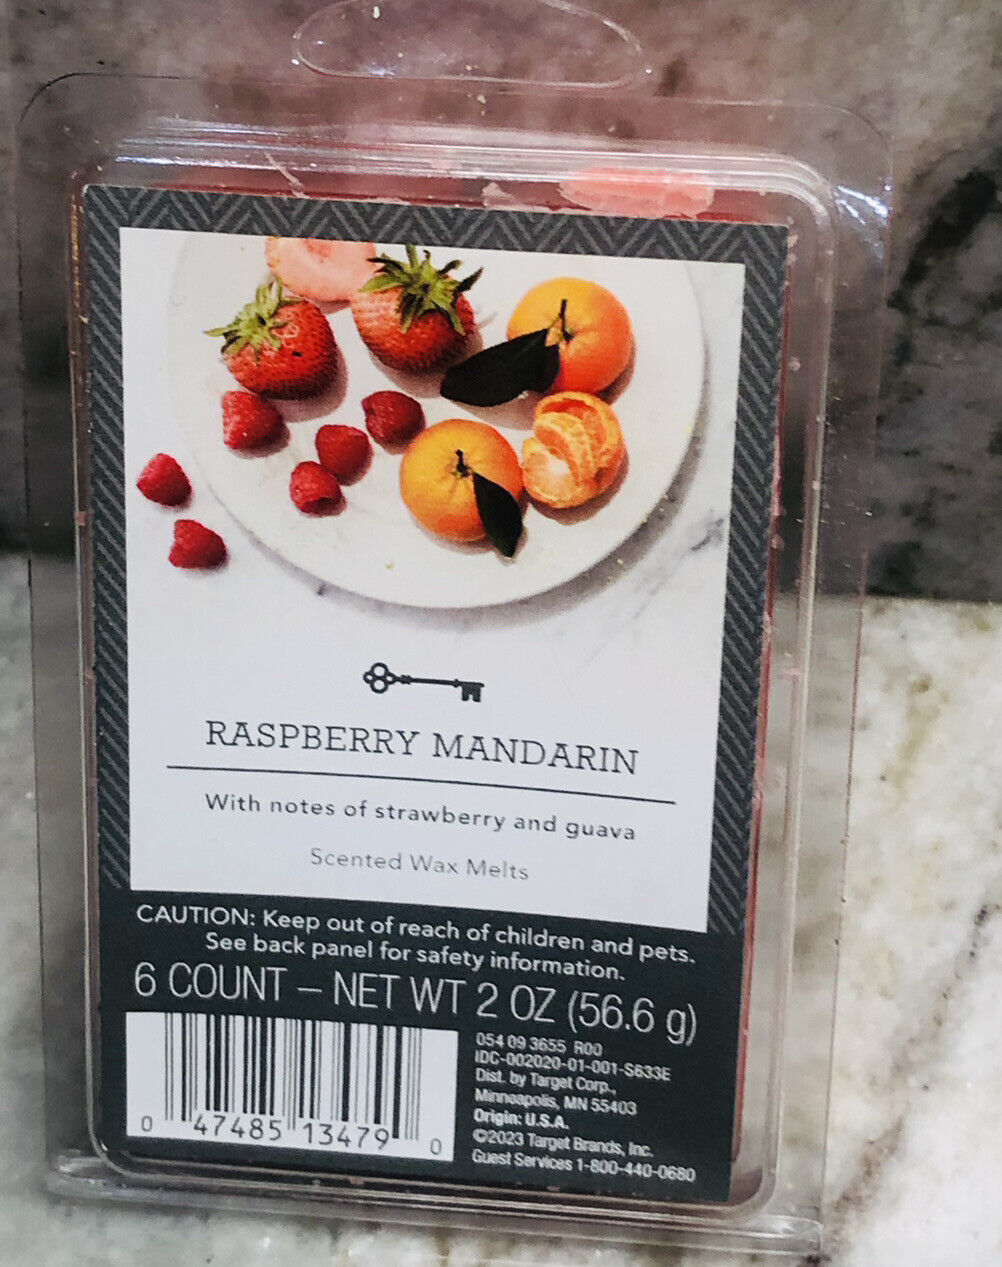 RASPBERRY MANDARIN
With notes of strawberry and guava
Scented Wax Melts
CAUTION: Keep out of reach of children and pets.
See back panel for safety information.
6 COUNT – NET WT 2 OZ (56.6 g)
054 09 3655 R00
IDC-002020-01-001-S633E
Dist. by Target Corp.,
Minneapolis, MN 55403
Origin: U.S.A.
©2023 Target Brands, Inc.
Guest Services 1-800-440-0680
0 47485 13479 0